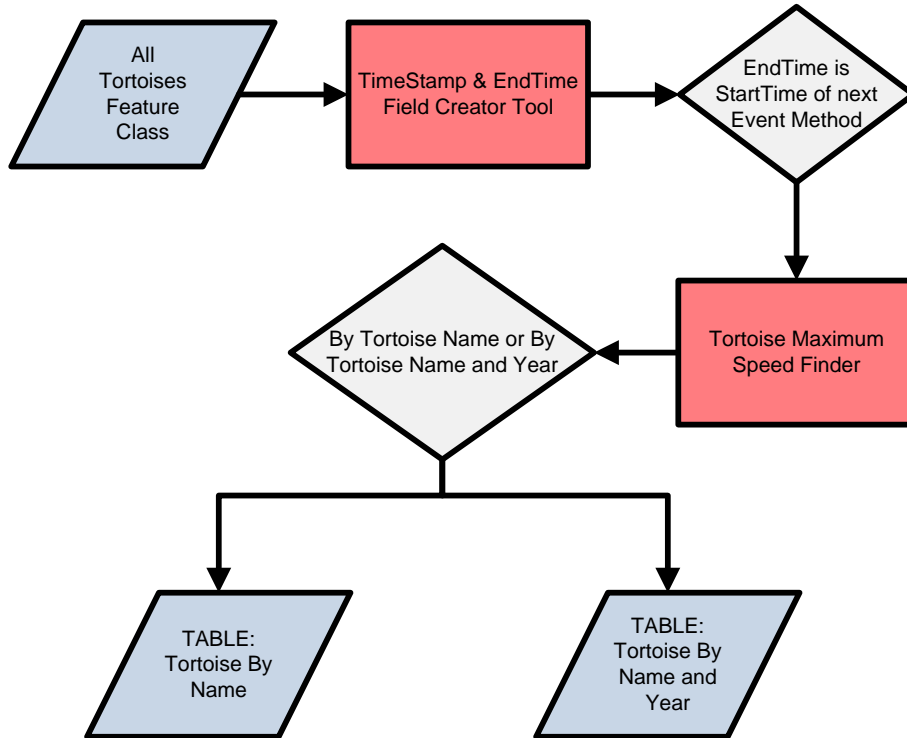 All
Tortoises
Feature
Class
TimeStamp & EndTime
Field Creator Tool
EndTime is
StartTime of next
Event Method
Tortoise Maximum
Speed Finder
By Tortoise Name or By
Tortoise Name and Year
TABLE:
Tortoise By
Name
TABLE:
Tortoise By
Name and
Year